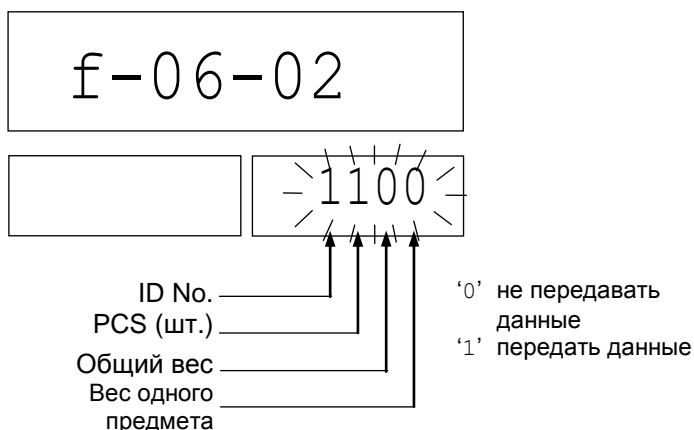 f-06-02
1100
ID No.
PCS (шт.)
Общий вес
Вес одного
предмета
‘0’ не передавать
данные
‘1’ передать данные